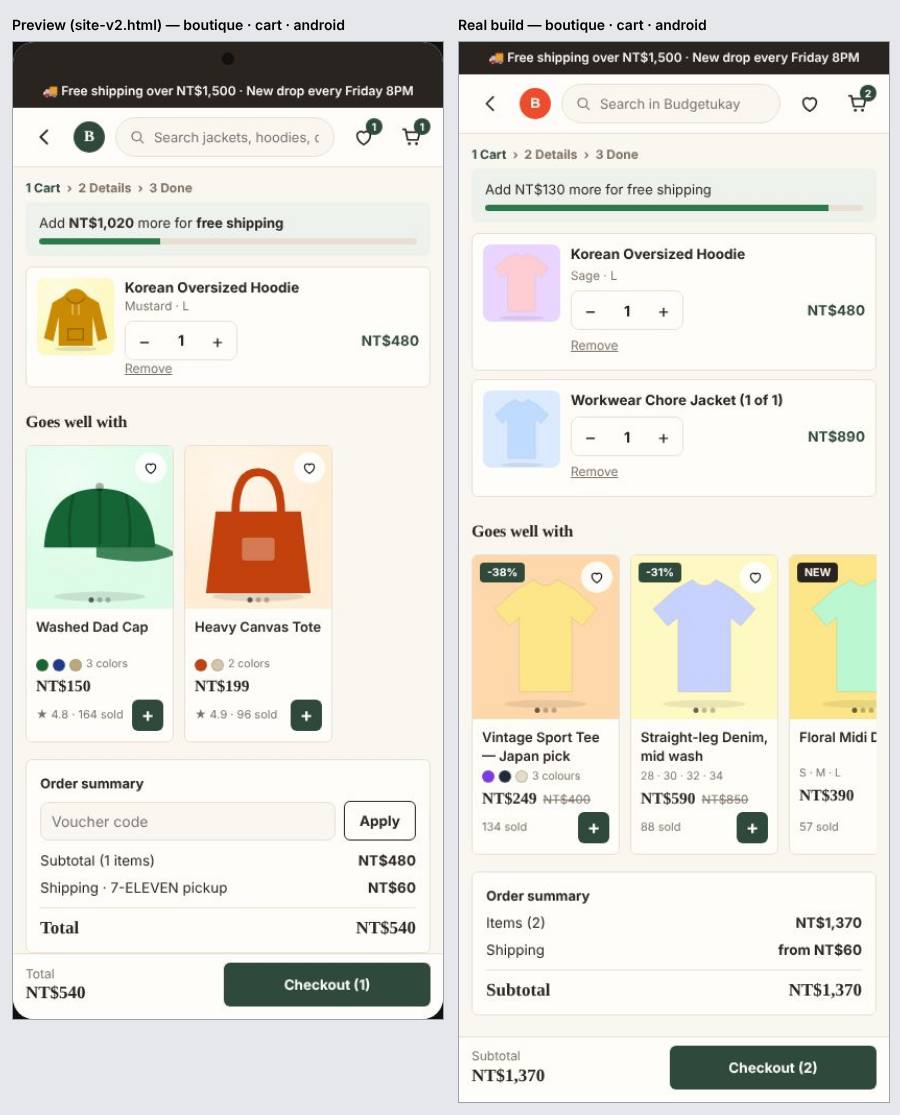 Preview (site-v2.html) — boutique · cart · android
🚚 Free shipping over NT$1,500 · New drop every Friday 8PM
B
Search jackets, hoodies, c
1
1
1 Cart › 2 Details › 3 Done
Add NT$1,020 more for free shipping
Korean Oversized Hoodie
Mustard · L
− 1 +
NT$480
Remove
Goes well with
Washed Dad Cap
3 colors
NT$150
★ 4.8 · 164 sold
+
Heavy Canvas Tote
2 colors
NT$199
★ 4.9 · 96 sold
+
Order summary
Voucher code
Apply
Subtotal (1 items) NT$480
Shipping · 7-ELEVEN pickup NT$60
Total NT$540
Total
NT$540
Checkout (1)
Real build — boutique · cart · android
🚚 Free shipping over NT$1,500 · New drop every Friday 8PM
B
Search in Budgetukay
2
1 Cart › 2 Details › 3 Done
Add NT$130 more for free shipping
Korean Oversized Hoodie
Sage · L
− 1 +
NT$480
Remove
Workwear Chore Jacket (1 of 1)
− 1 +
NT$890
Remove
Goes well with
-38%
Vintage Sport Tee
— Japan pick
3 colours
NT$249 NT$400
134 sold
+
-31%
Straight-leg Denim,
mid wash
28 · 30 · 32 · 34
NT$590 NT$850
88 sold
+
NEW
Floral Midi D
S · M · L
NT$390
57 sold
Order summary
Items (2) NT$1,370
Shipping from NT$60
Subtotal NT$1,370
Subtotal
NT$1,370
Checkout (2)